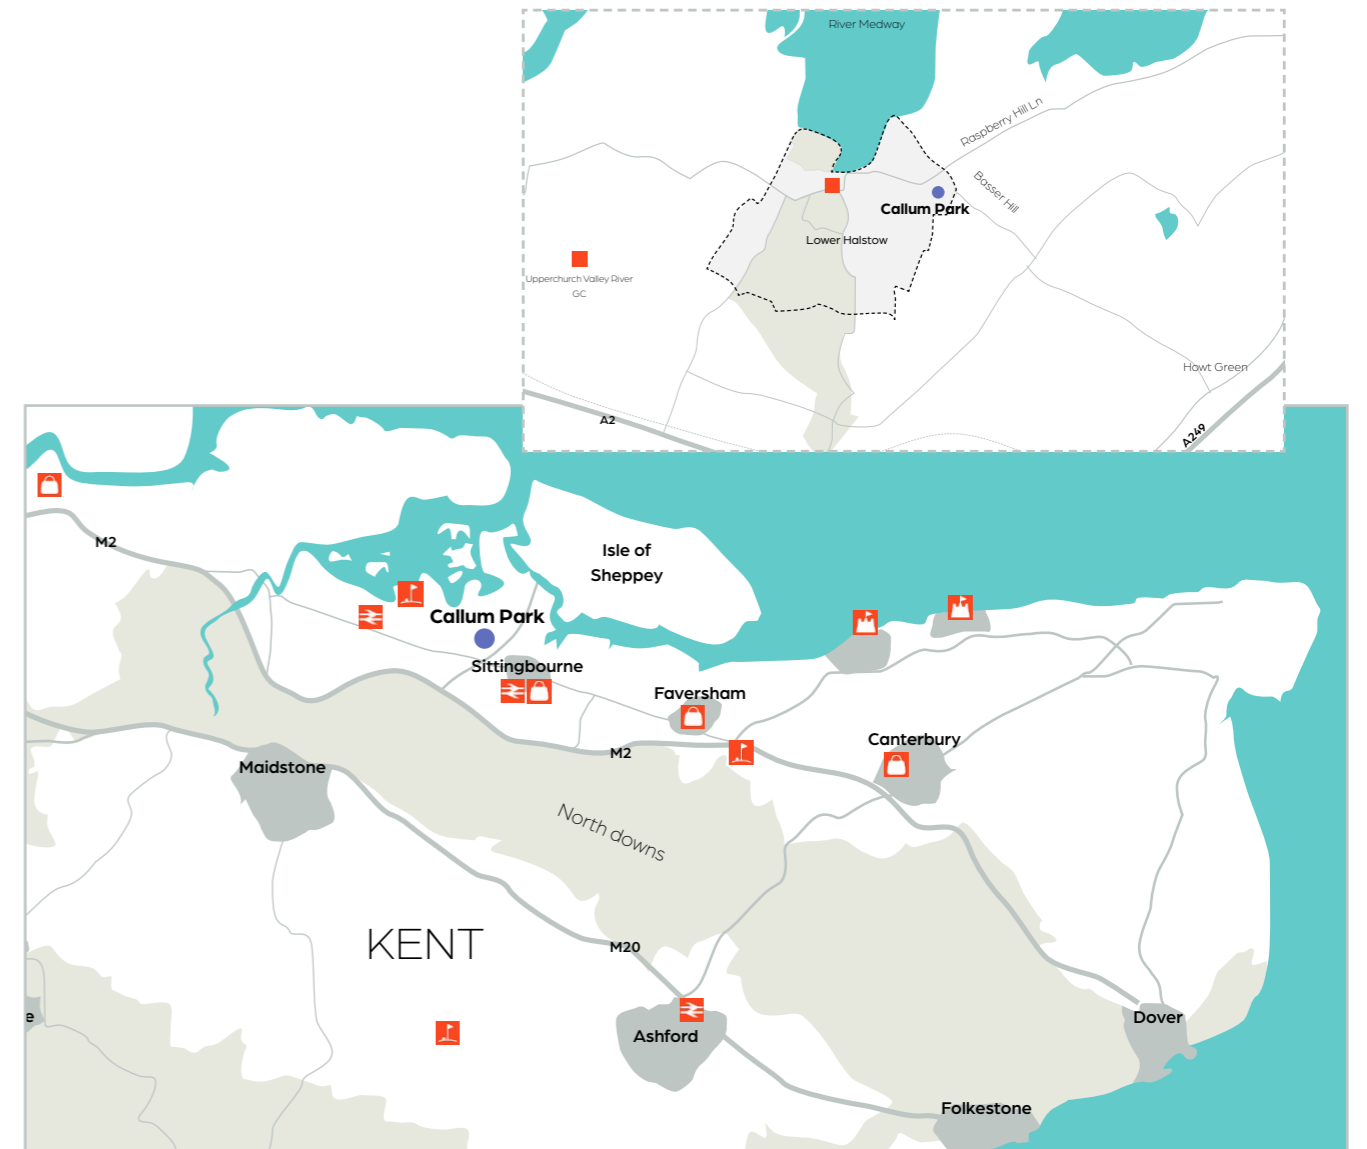 River Medway
Raspberry Hill Ln
Basser Hill
Callum Park
Lower Halstow
Upperchurch Valley River
GC
Howt Green
A2
A249
M2
Isle of
Sheppey
Callum Park
Sittingbourne
Faversham
Canterbury
M2
Maidstone
North downs
KENT
M20
e
Ashford
Dover
Folkestone